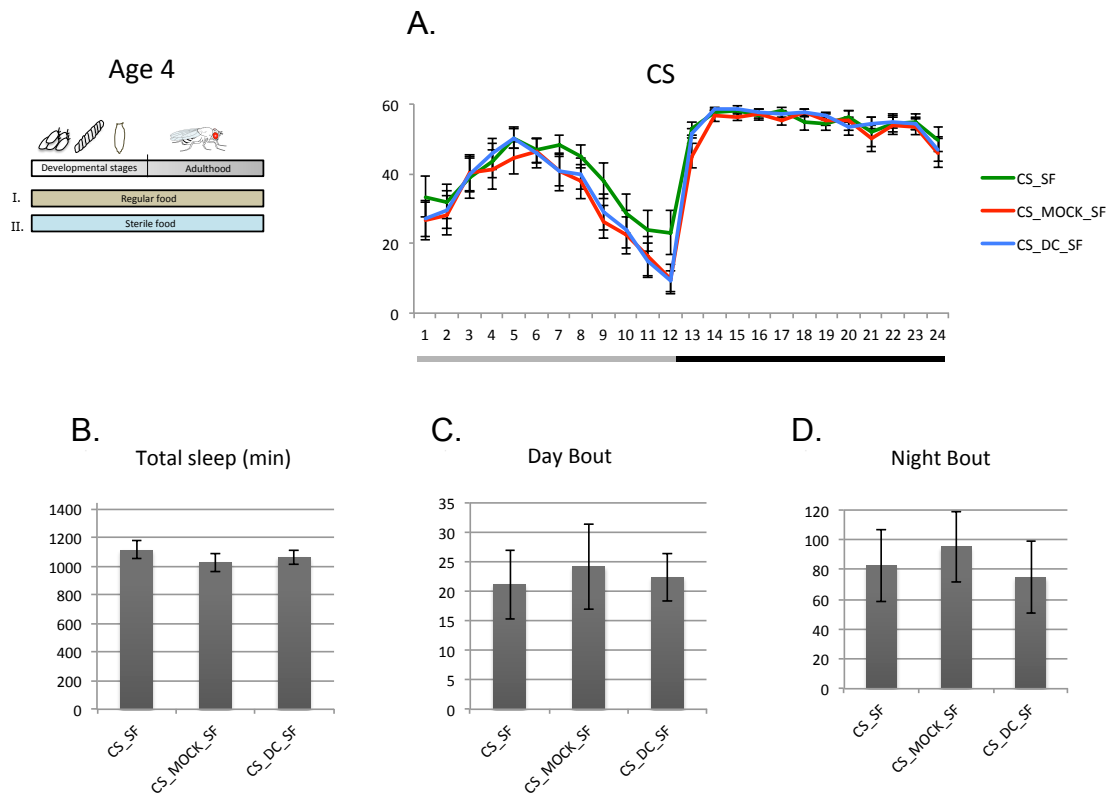 A.
Age 4
CS
Developmental stages
Adulthood
I.
Regular food
II.
Sterile food
60
40
20
0
1 2 3 4 5 6 7 8 9 10 11 12 13 14 15 16 17 18 19 20 21 22 23 24
CS_SF
CS_MOCK_SF
CS_DC_SF
B.
Total sleep (min)
1400
1200
1000
800
600
400
200
0
CS_SF
CS_MOCK_SF
CS_DC_SF
C.
Day Bout
35
30
25
20
15
10
5
0
CS_SF
CS_MOCK_SF
CS_DC_SF
D.
Night Bout
120
100
80
60
40
20
0
CS_SF
CS_MOCK_SF
CS_DC_SF